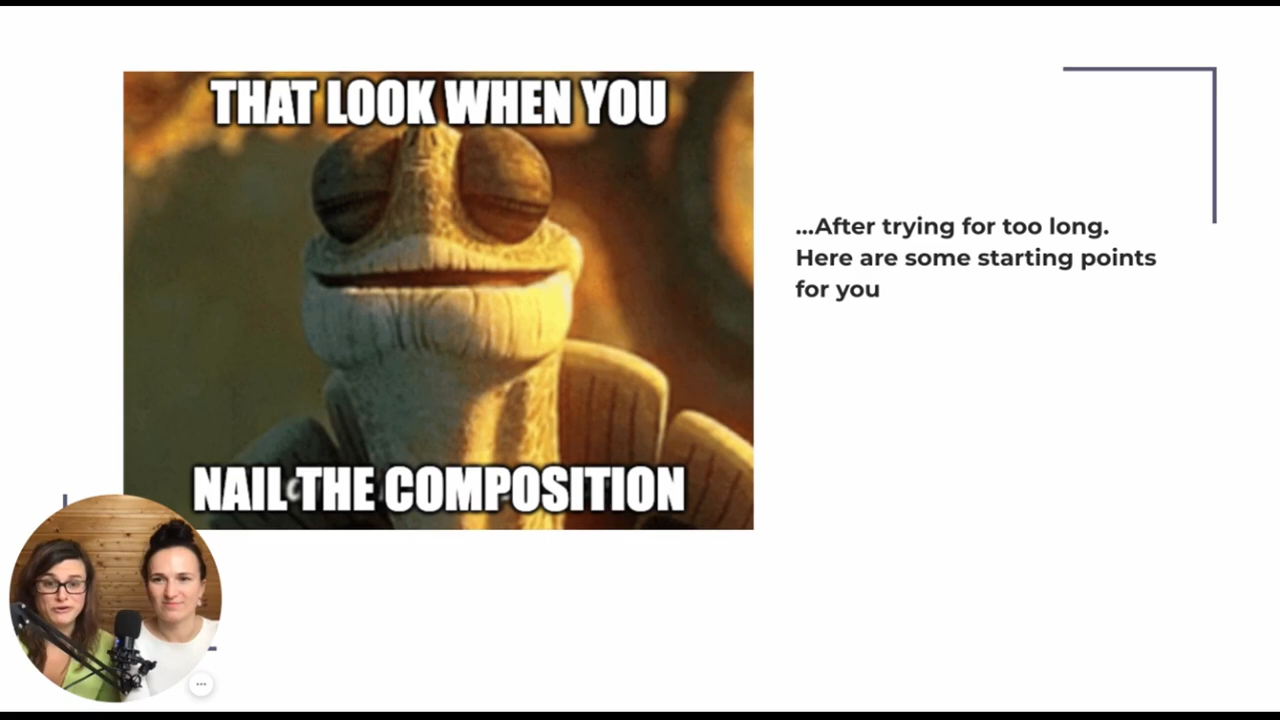 THAT LOOK WHEN YOU
NAIL THE COMPOSITION
...After trying for too long.
Here are some starting points
for you